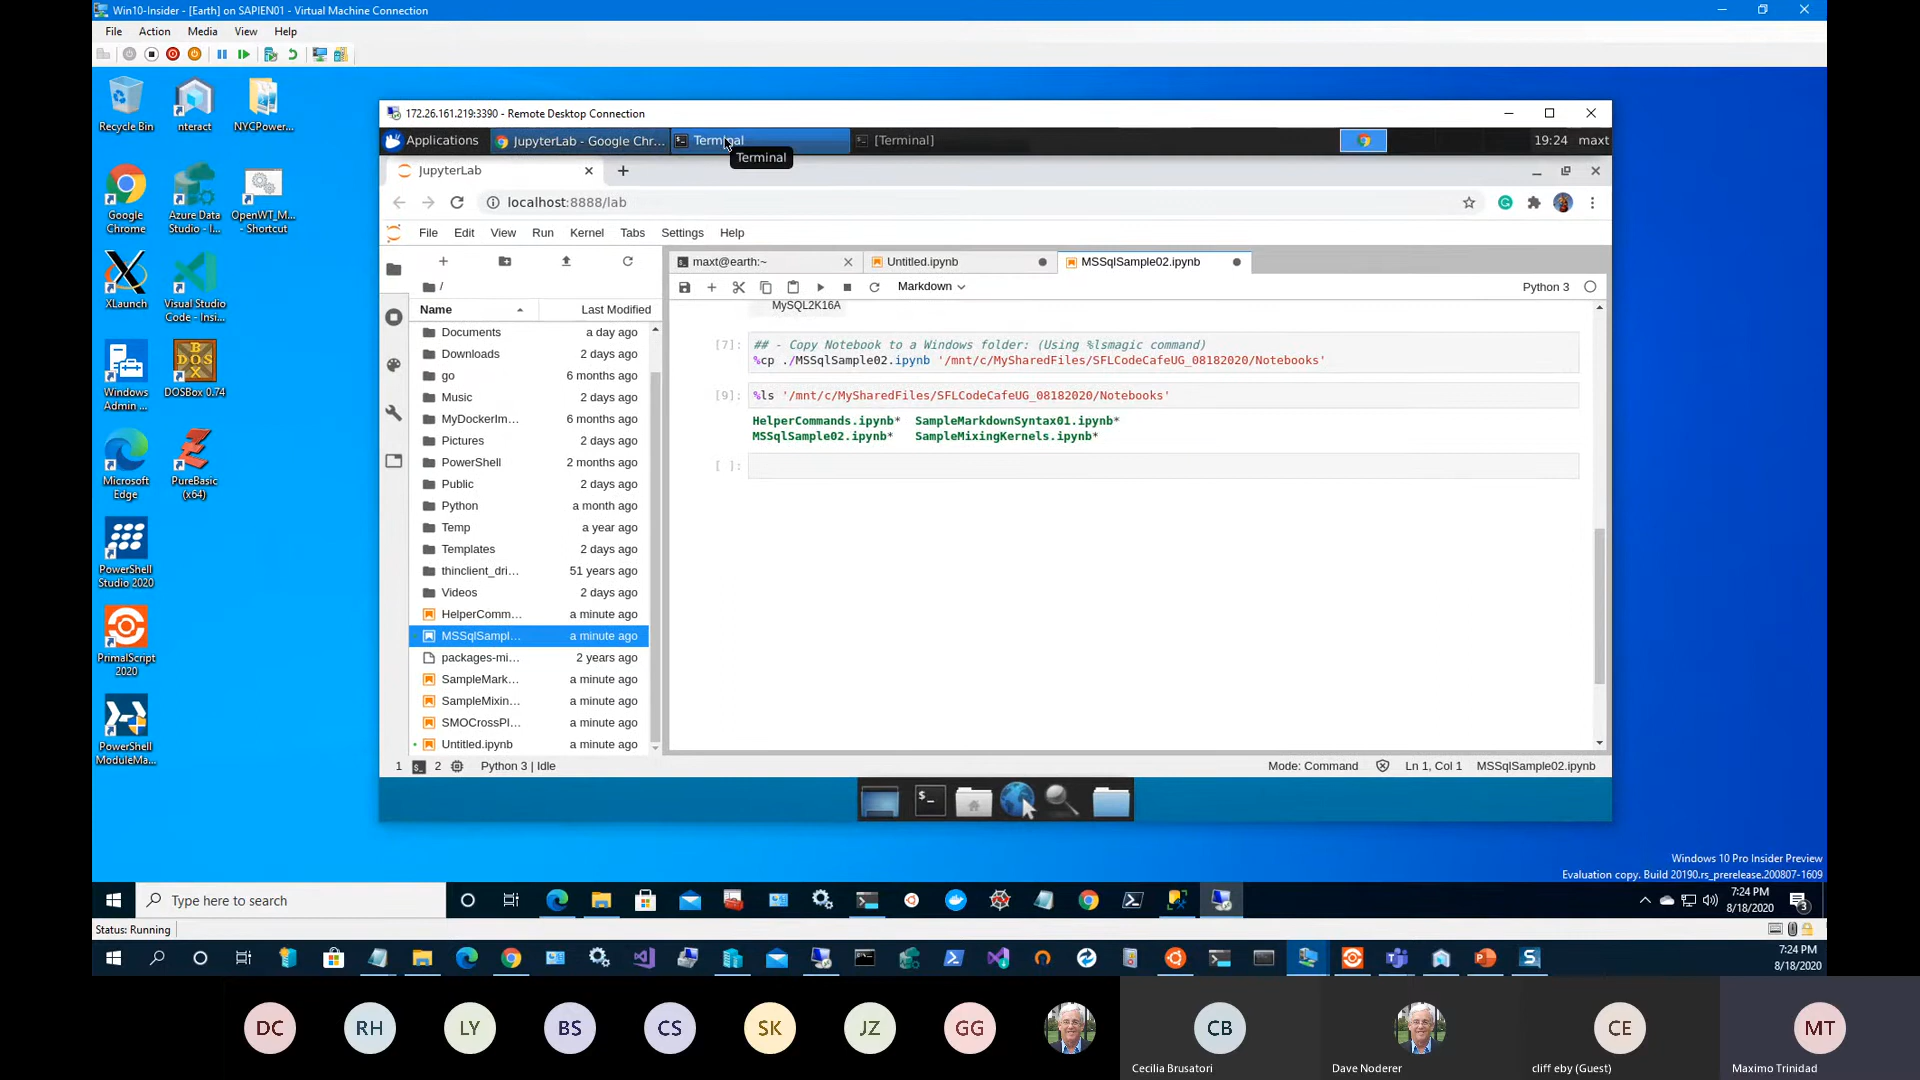 Win10-Insider - [Earth] on SAPIEN01 - Virtual Machine Connection
File Action Media View Help
Recycle Bin
nteract
NYCPower...
Google Chrome
Azure Data Studio - I...
OpenWT_M... - Shortcut
XLaunch
Visual Studio Code - Insi...
Windows Admin ...
DOSBox 0.74
Microsoft Edge
PureBasic (x64)
PowerShell Studio 2020
PrimalScript 2020
PowerShell ModuleMa...
172.26.161.219:3390 - Remote Desktop Connection
Applications
JupyterLab - Google Chr...
Terminal
[Terminal]
19:24 maxt
Terminal
JupyterLab
localhost:8888/lab
File Edit View Run Kernel Tabs Settings Help
/
Name Last Modified
Documents a day ago
Downloads 2 days ago
go 6 months ago
Music 2 days ago
MyDockerIm... 6 months ago
Pictures 2 days ago
PowerShell 2 months ago
Public 2 days ago
Python a month ago
Temp a year ago
Templates 2 days ago
thinclient_dri... 51 years ago
Videos 2 days ago
HelperComm... a minute ago
MSSqlSampl... a minute ago
packages-mi... 2 years ago
SampleMark... a minute ago
SampleMixin... a minute ago
SMOCrossPl... a minute ago
Untitled.ipynb a minute ago
maxt@earth:~
Untitled.ipynb
MSSqlSample02.ipynb
Markdown
Python 3
MySQL2K16A
[7]: ## - Copy Notebook to a Windows folder: (Using %lsmagic command)
%cp ./MSSqlSample02.ipynb '/mnt/c/MySharedFiles/SFLCodeCafeUG_08182020/Notebooks'
[9]: %ls '/mnt/c/MySharedFiles/SFLCodeCafeUG_08182020/Notebooks'
HelperCommands.ipynb* SampleMarkdownSyntax01.ipynb*
MSSqlSample02.ipynb* SampleMixingKernels.ipynb*
[ ]:
1 2 Python 3 | Idle
Mode: Command Ln 1, Col 1 MSSqlSample02.ipynb
Windows 10 Pro Insider Preview
Evaluation copy. Build 20190.rs_prerelease.200807-1609
Type here to search
7:24 PM
8/18/2020
3
Status: Running
7:24 PM
8/18/2020
DC RH LY BS CS SK JZ GG CB CE MT
Cecilia Brusatori
Dave Noderer
cliff eby (Guest)
Maximo Trinidad